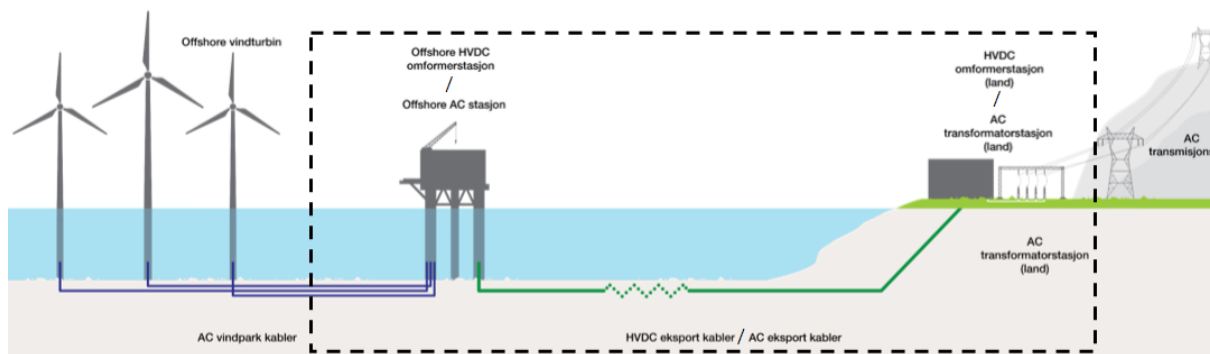 Offshore vindturbin
Offshore HVDC
omformerstasjon
/
Offshore AC stasjon
HVDC
omformerstasjon
(land)
/
AC
transformatorstasjon
(land)
AC
transmisjons
AC
transformatorstasjon
(land)
AC vindpark kabler
HVDC eksport kabler / AC eksport kabler